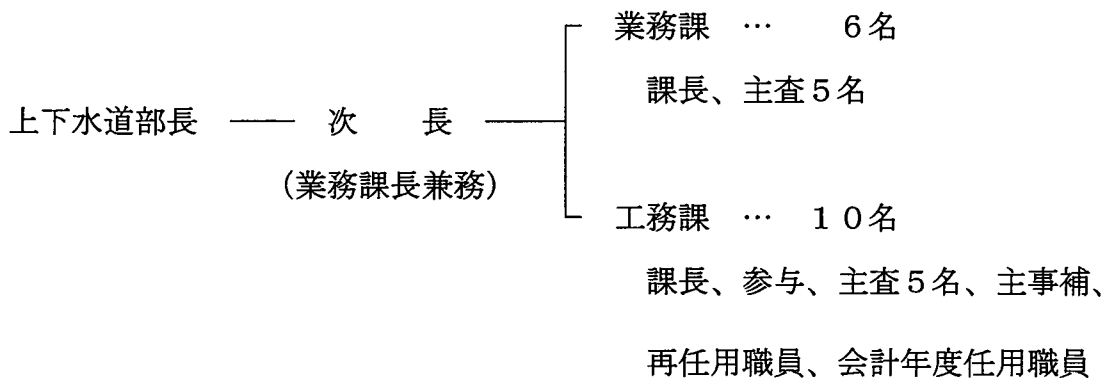 業務課 … 6名
課長、主査5名
上下水道部長 ── 次 長
(業務課長兼務)
工務課 … 10名
課長、参与、主査5名、主事補、
再任用職員、会計年度任用職員